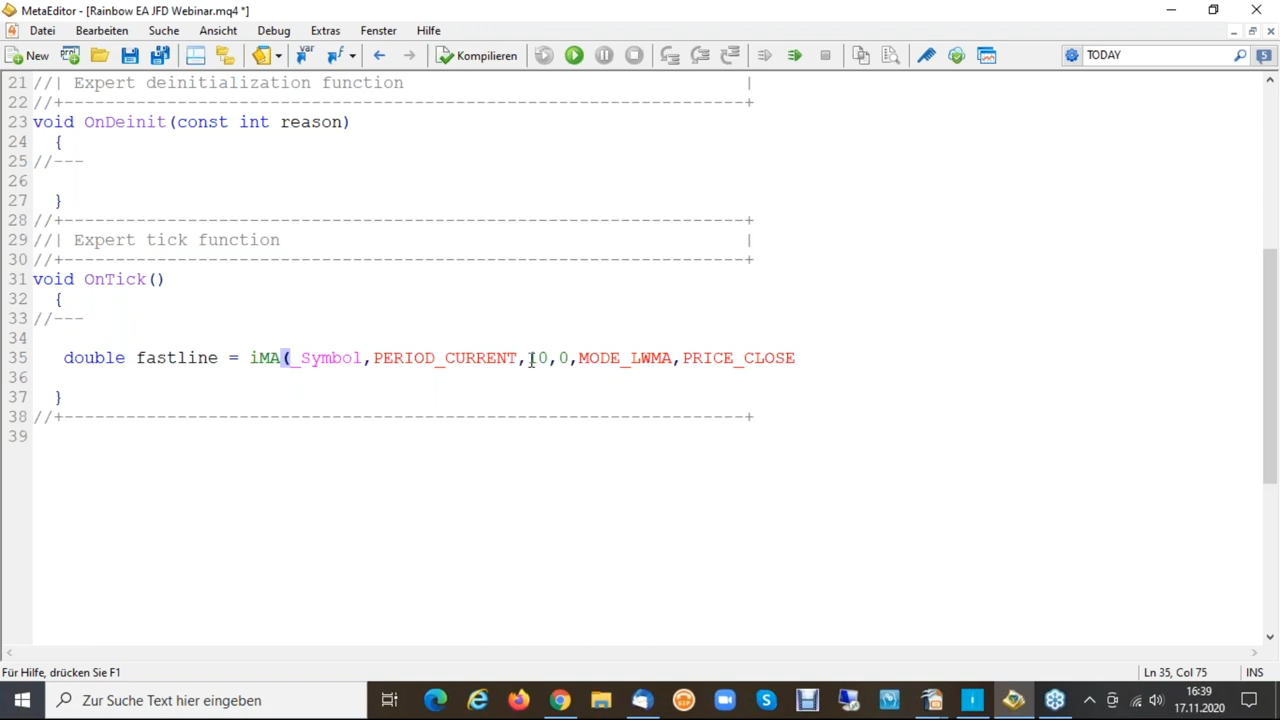 MetaEditor - [Rainbow EA JFD Webinar.mq4 *]
Datei Bearbeiten Suche Ansicht Debug Extras Fenster Hilfe
New Kompilieren TODAY 5
21 //| Expert deinitialization function |
22 //+------------------------------------------------------------------+
23 void OnDeinit(const int reason)
24 {
25 //---
26
27 }
28 //+------------------------------------------------------------------+
29 //| Expert tick function |
30 //+------------------------------------------------------------------+
31 void OnTick()
32 {
33 //---
34
35 double fastline = iMA(_Symbol,PERIOD_CURRENT,10,0,MODE_LWMA,PRICE_CLOSE
36
37 }
38 //+------------------------------------------------------------------+
39
Für Hilfe, drücken Sie F1 Ln 35, Col 75 INS
Zur Suche Text hier eingeben 16:39
17.11.2020